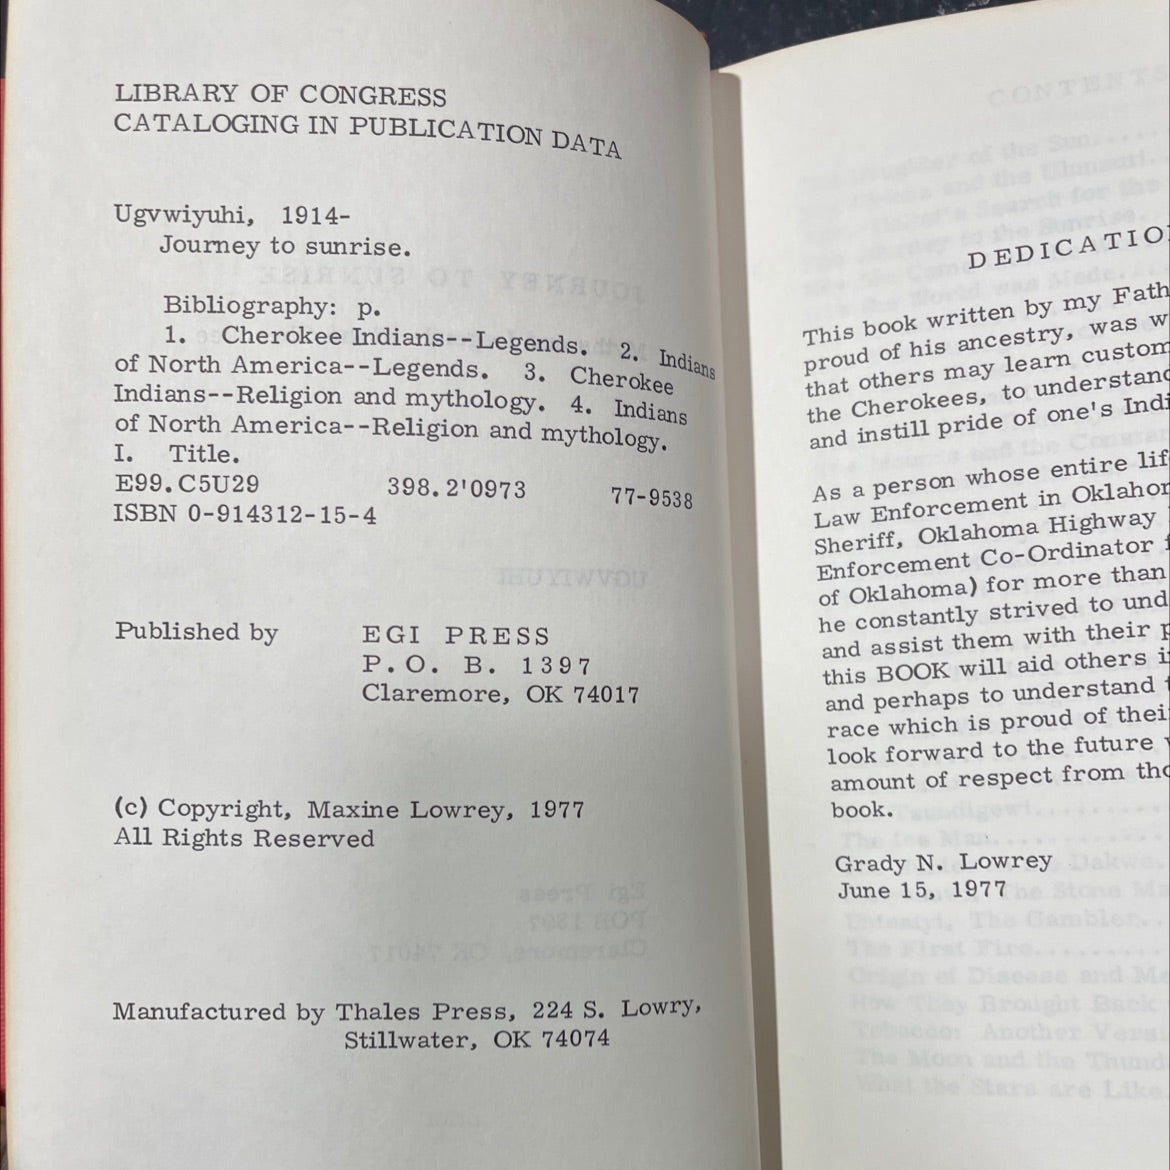 LIBRARY OF CONGRESS
CATALOGING IN PUBLICATION DATA
Ugvwiyuhi, 1914-
Journey to sunrise.
Bibliography: p.
1. Cherokee Indians--Legends. 2. Indians
of North America--Legends. 3. Cherokee
Indians--Religion and mythology. 4. Indians
of North America--Religion and mythology.
I. Title.
E99.C5U29 398.2'0973 77-9538
ISBN 0-914312-15-4
Published by EGI PRESS
P.O. B. 1397
Claremore, OK 74017
(c) Copyright, Maxine Lowrey, 1977
All Rights Reserved
Manufactured by Thales Press, 224 S. Lowry,
Stillwater, OK 74074
DEDICATIO
This book written by my Fath
proud of his ancestry, was w
that others may learn custom
the Cherokees, to understand
and instill pride of one's Indi
As a person whose entire lif
Law Enforcement in Oklahom
Sheriff, Oklahoma Highway
Enforcement Co-Ordinator f
of Oklahoma) for more than
he constantly strived to und
and assist them with their p
this BOOK will aid others i
and perhaps to understand t
race which is proud of thei
look forward to the future
amount of respect from tho
book.
Grady N. Lowrey
June 15, 1977